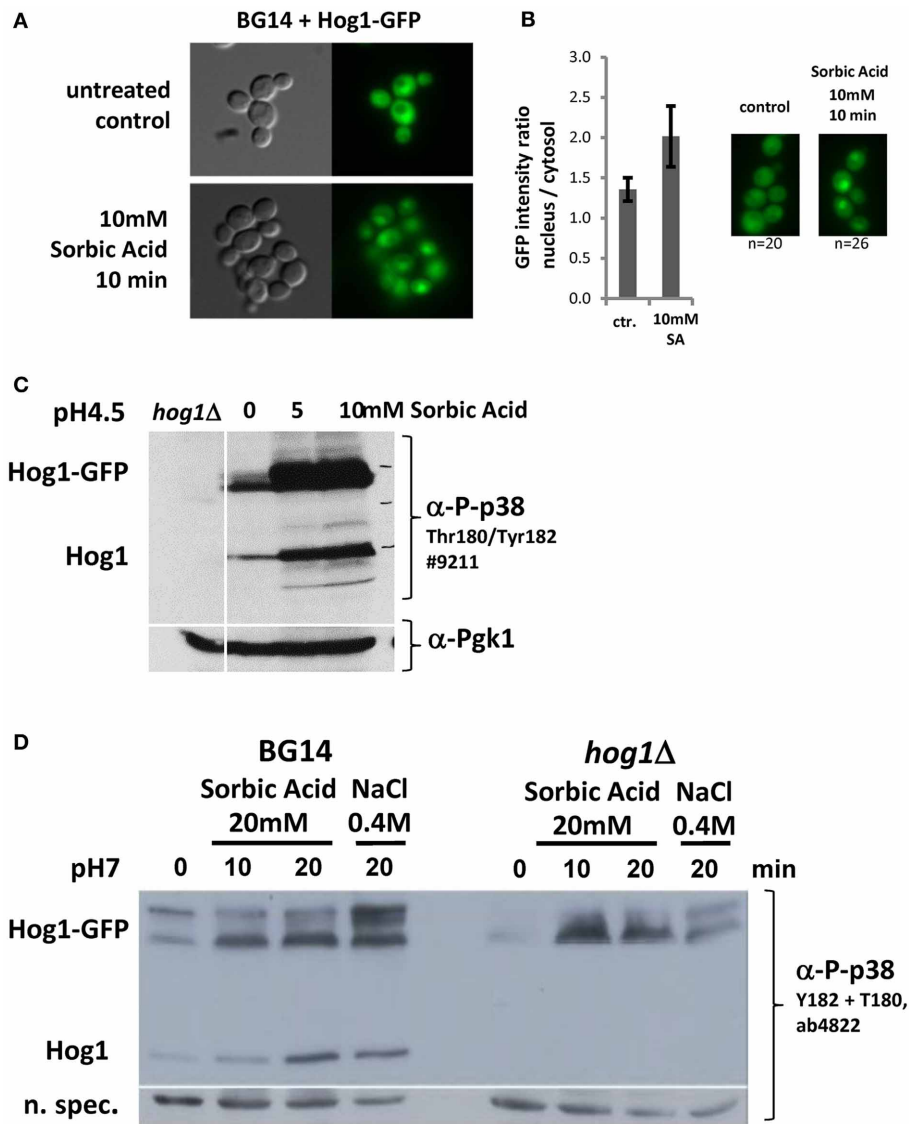 A
BG14 + Hog1-GFP
untreated
control
10mM
Sorbic Acid
10 min
B
GFP intensity ratio
nucleus / cytosol
3.0
2.5
2.0
1.5
1.0
0.5
0.0
ctr. 10mM
SA
control
Sorbic Acid
10mM
10 min
n=20
n=26
C
pH4.5 hog1Δ 0 5 10mM Sorbic Acid
Hog1-GFP
Hog1
α-P-p38
Thr180/Tyr182
#9211
α-Pgk1
D
BG14 hog1Δ
Sorbic Acid NaCl Sorbic Acid NaCl
20mM 0.4M 20mM 0.4M
pH7 0 10 20 20 0 10 20 20 min
Hog1-GFP
Hog1
n. spec.
α-P-p38
Y182 + T180,
ab4822